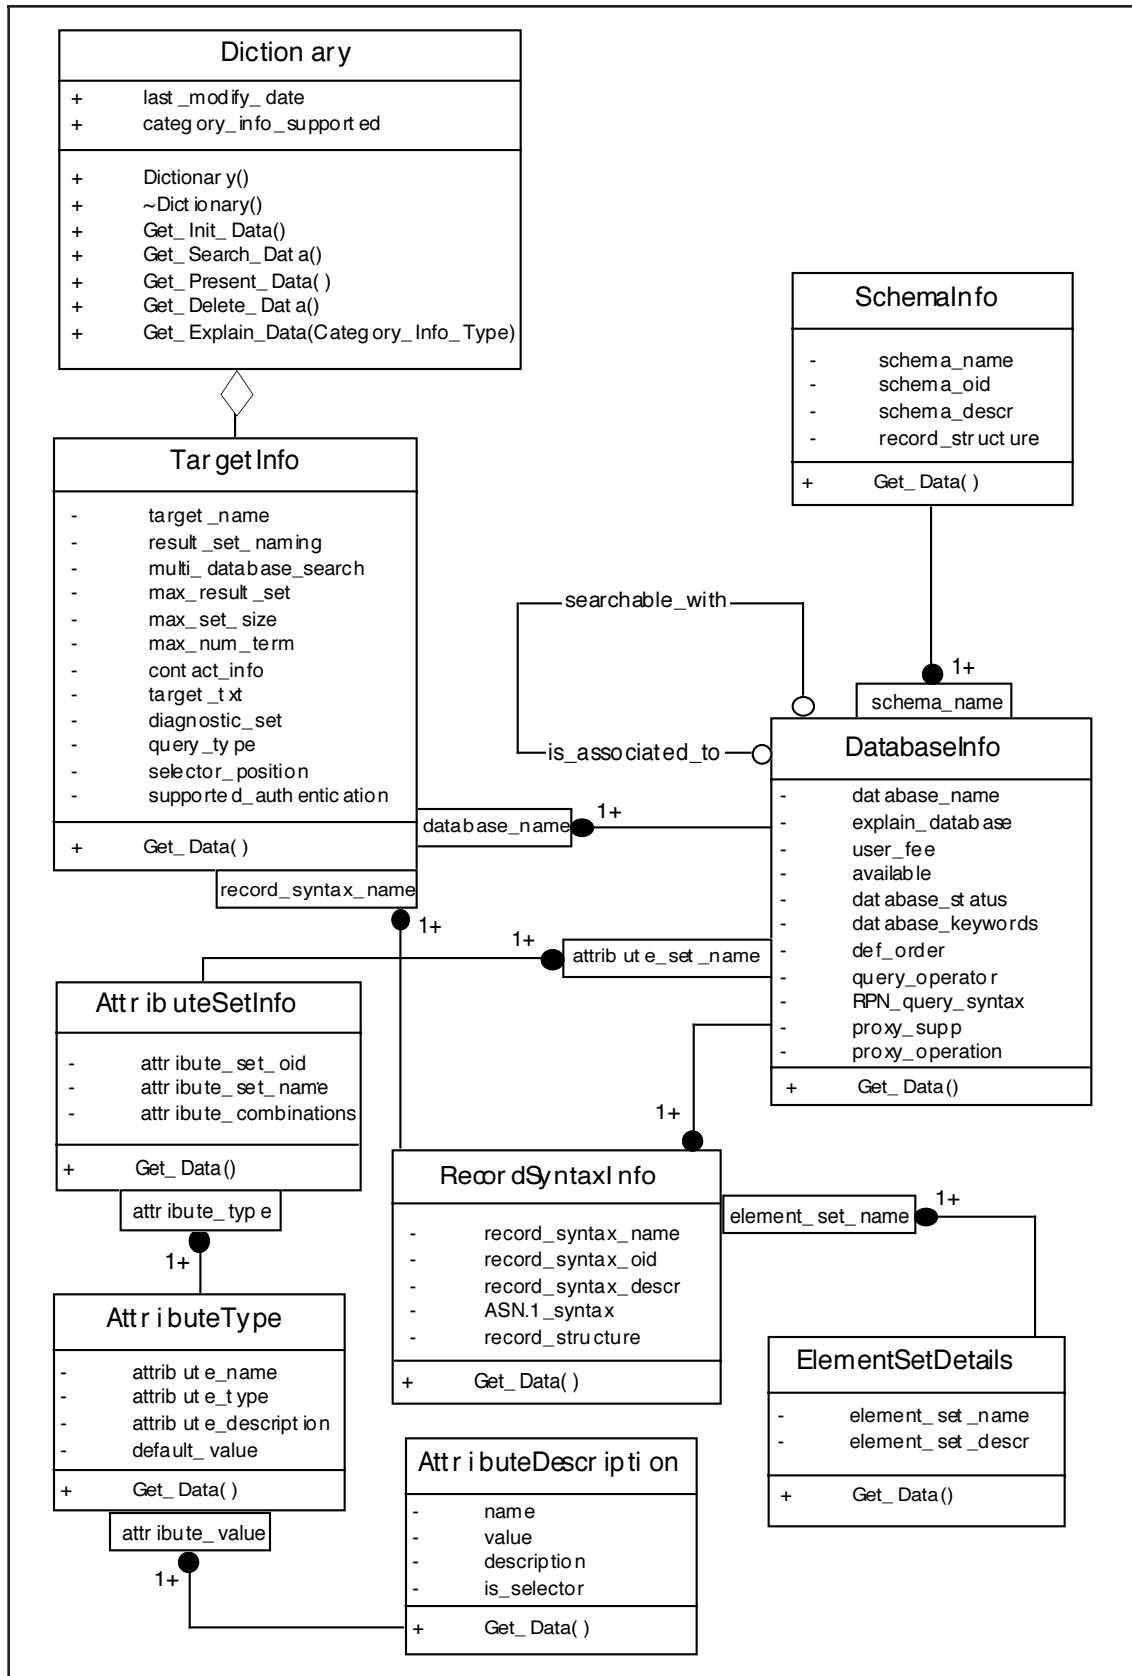 Dictionary
+ last_modify_date
+ category_info_supported
+ Dictionary()
+ ~Dictionary()
+ Get_Init_Data()
+ Get_Search_Data()
+ Get_Present_Data()
+ Get_Delete_Data()
+ Get_Explain_Data(Category_Info_Type)
SchemaInfo
- schema_name
- schema_oid
- schema_descr
- record_structure
+ Get_Data()
TargetInfo
- target_name
- result_set_naming
- multi_database_search
- max_result_set
- max_set_size
- max_num_term
- contact_info
- target_txt
- diagnostic_set
- query_type
- selector_position
- supported_authentication
+ Get_Data()
searchable_with
is_associated_to
1+
schema_name
DatabaseInfo
- database_name
- explain_database
- user_fee
- available
- database_status
- database_keywords
- def_order
- query_operator
- RPN_query_syntax
- proxy_supp
- proxy_operation
+ Get_Data()
database_name
1+
record_syntax_name
1+
1+
attribute_set_name
AttributeSetInfo
- attribute_set_oid
- attribute_set_name
- attribute_combinations
+ Get_Data()
attribute_type
1+
1+
RecordSyntaxInfo
- record_syntax_name
- record_syntax_oid
- record_syntax_descr
- ASN.1_syntax
- record_structure
+ Get_Data()
element_set_name
1+
AttributeType
- attribute_name
- attribute_type
- attribute_description
- default_value
+ Get_Data()
attribute_value
1+
ElementSetDetails
- element_set_name
- element_set_descr
+ Get_Data()
AttributeDescription
- name
- value
- description
- is_selector
+ Get_Data()